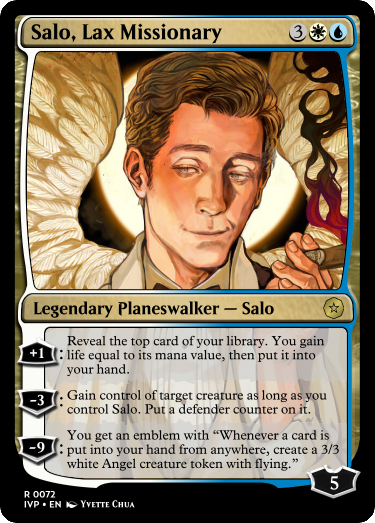 Salo, Lax Missionary 3
Legendary Planeswalker — Salo
+1: Reveal the top card of your library. You gain
life equal to its mana value, then put it into
your hand.
-3: Gain control of target creature as long as you
control Salo. Put a defender counter on it.
-9: You get an emblem with “Whenever a card is
put into your hand from anywhere, create a 3/3
white Angel creature token with flying.”
5
R 0072
IVP • EN Yvette Chua